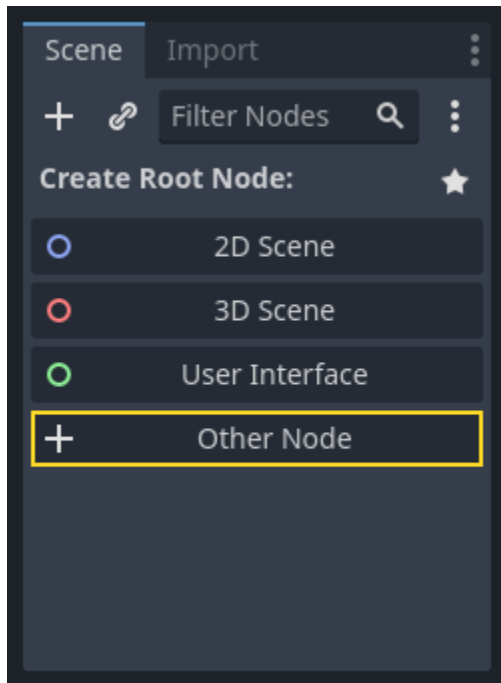 Scene Import
Filter Nodes
Create Root Node:
2D Scene
3D Scene
User Interface
Other Node